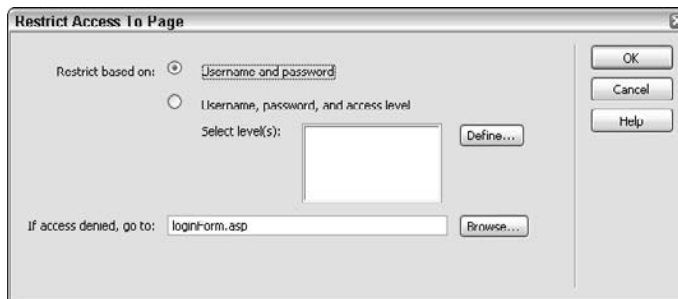 Restrict Access To Page
Restrict based on: Username and password
Username, password, and access level
Select level(s): Define...
If access denied, go to: loginForm.asp Browse...
OK
Cancel
Help